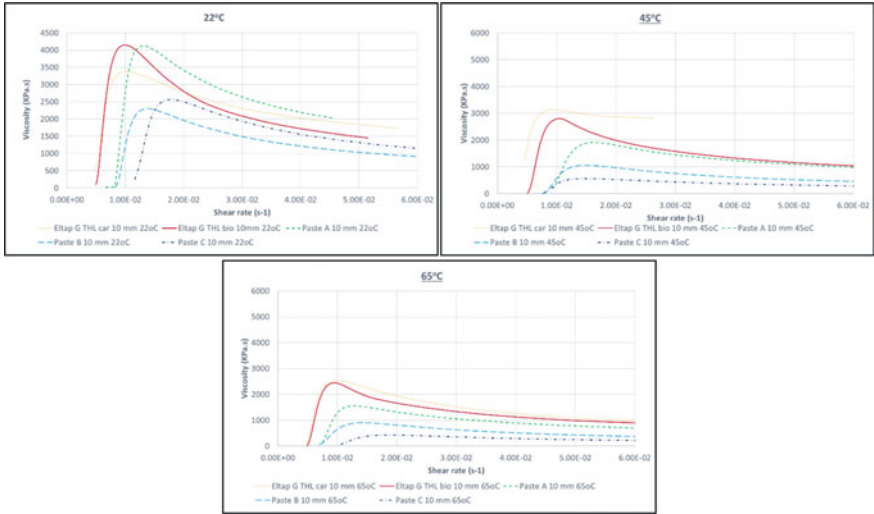 22°C
Viscosity (KPa.s)
4500
4000
3500
3000
2500
2000
1500
1000
500
0
0.00E+00 1.00E-02 2.00E-02 3.00E-02 4.00E-02 5.00E-02 6.00E-02
Shear rate (s-1)
Eltap G THL car 10 mm 22oC Eltap G THL bio 10mm 22oC Paste A 10 mm 22oC
Paste B 10 mm 22oC Paste C 10 mm 22oC
45°C
Viscosity (KPa.s)
6000
5000
4000
3000
2000
1000
0
0.00E+00 1.00E-02 2.00E-02 3.00E-02 4.00E-02 5.00E-02 6.00E-02
Shear rate (s-1)
Eltap G THL car 10 mm 45oC Eltap G THL bio 10 mm 45oC Paste A 10 mm 45oC
Paste B 10 mm 45oC Paste C 10 mm 45oC
65°C
Viscosity (KPa.s)
6000
5000
4000
3000
2000
1000
0
0.00E+00 1.00E-02 2.00E-02 3.00E-02 4.00E-02 5.00E-02 6.00E-02
Shear rate (s-1)
Eltap G THL car 10 mm 65oC Eltap G THL bio 10 mm 65oC Paste A 10 mm 65oC
Paste B 10 mm 65oC Paste C 10 mm 65oC